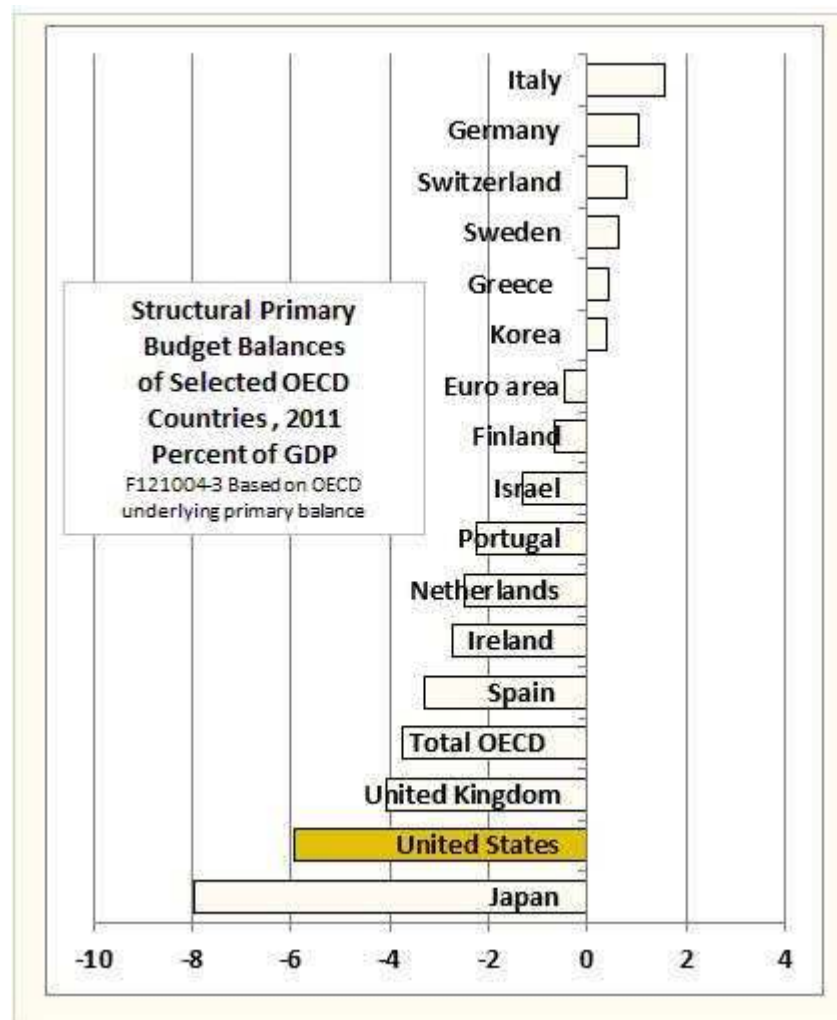 Italy
Germany
Switzerland
Sweden
Greece
Korea
Euro area
Finland
Israel
Portugal
Netherlands
Ireland
Spain
Total OECD
United Kingdom
United States
Japan
Structural Primary
Budget Balances
of Selected OECD
Countries , 2011
Percent of GDP
F121004-3 Based on OECD
underlying primary balance
-10 -8 -6 -4 -2 0 2 4